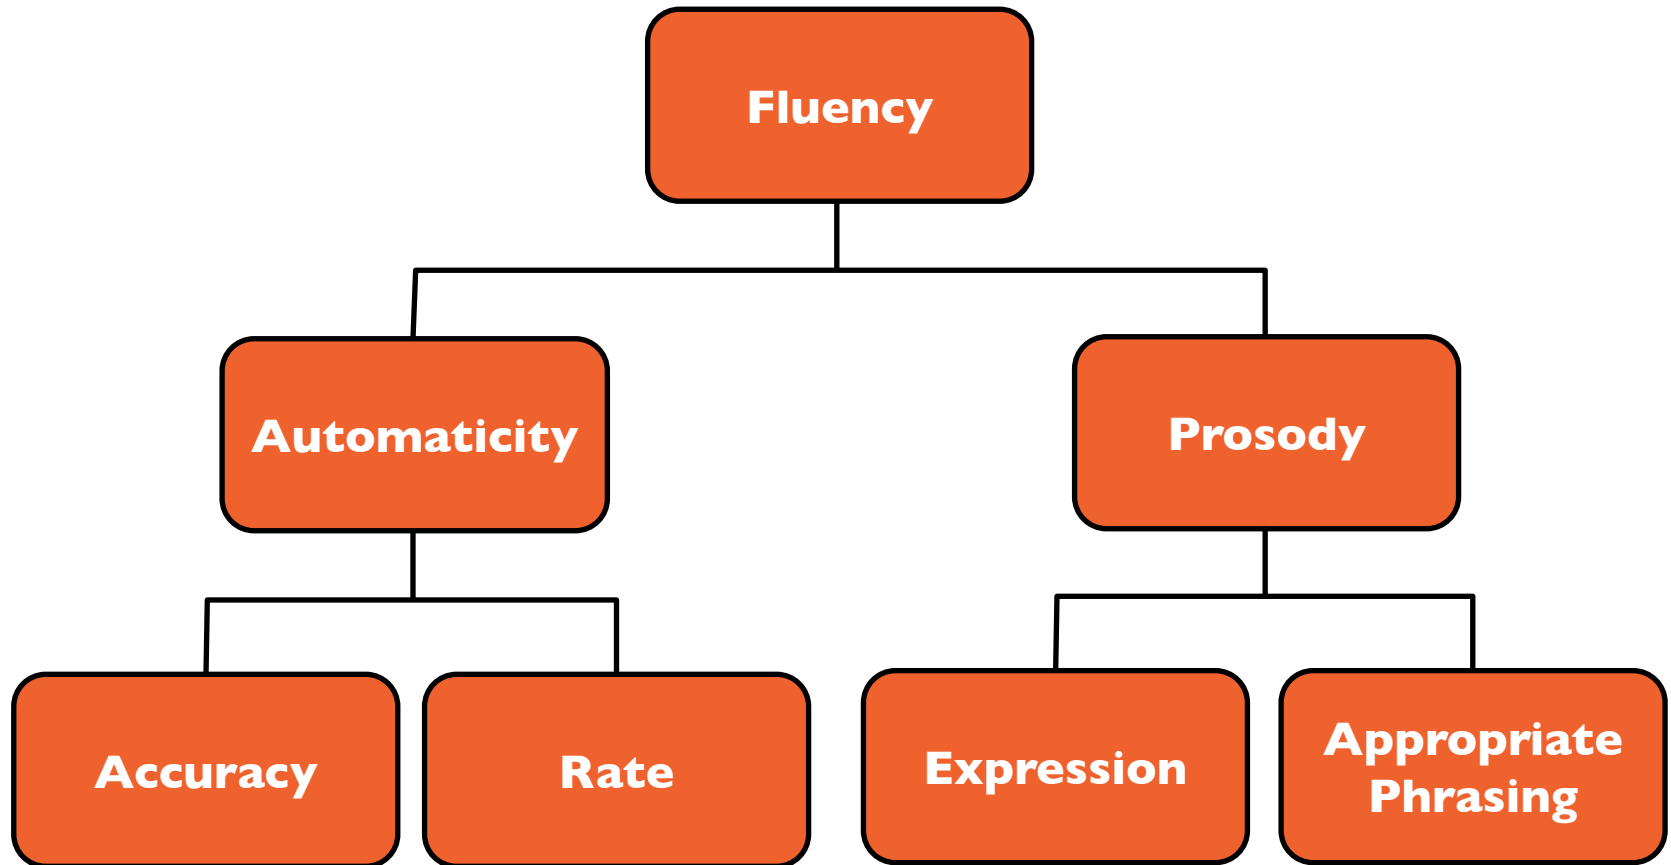 Fluency
Automaticity
Prosody
Accuracy
Rate
Expression
Appropriate
Phrasing